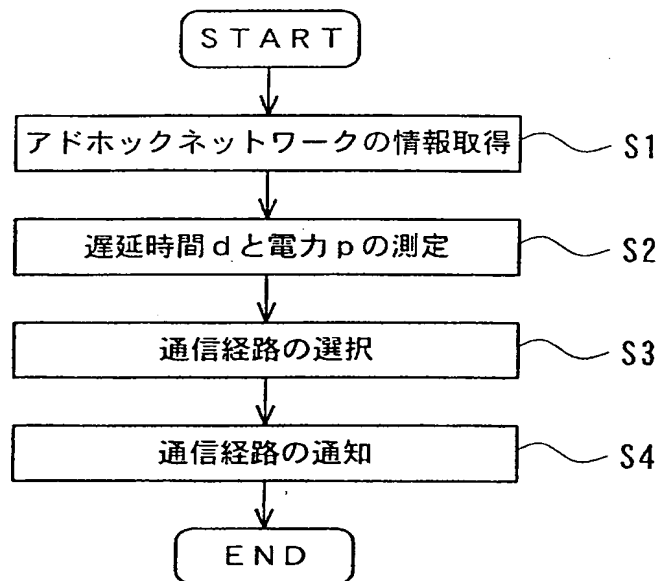 START
アドホックネットワークの情報取得
S1
遅延時間dと電力pの測定
S2
通信経路の選択
S3
通信経路の通知
S4
END